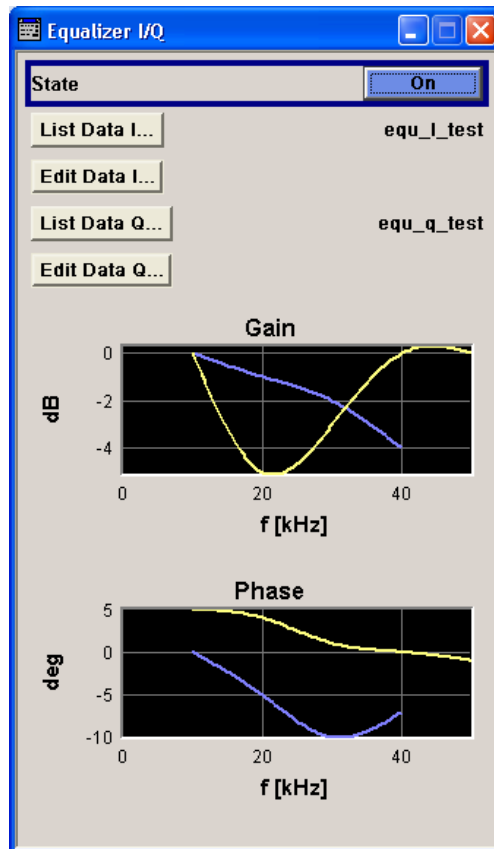 Equalizer I/Q
State On
List Data I... equ_I_test
Edit Data I...
List Data Q... equ_q_test
Edit Data Q...
Gain
0
-2
-4
dB
0 20 40
f [kHz]
Phase
5
0
-5
-10
deg
0 20 40
f [kHz]